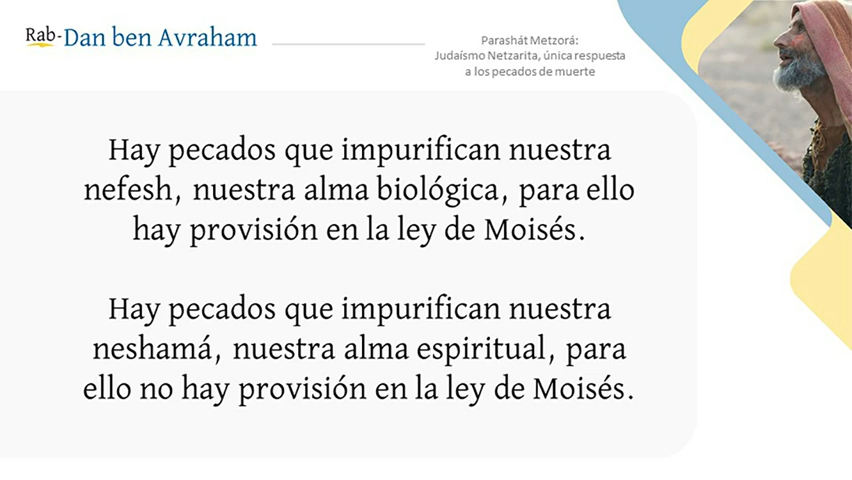 Rab-Dan ben Avraham
Parashát Metzorá:
Judaísmo Netzarita, única respuesta
a los pecados de muerte
Hay pecados que impurifican nuestra
nefesh, nuestra alma biológica, para ello
hay provisión en la ley de Moisés.
Hay pecados que impurifican nuestra
neshamá, nuestra alma espiritual, para
ello no hay provisión en la ley de Moisés.